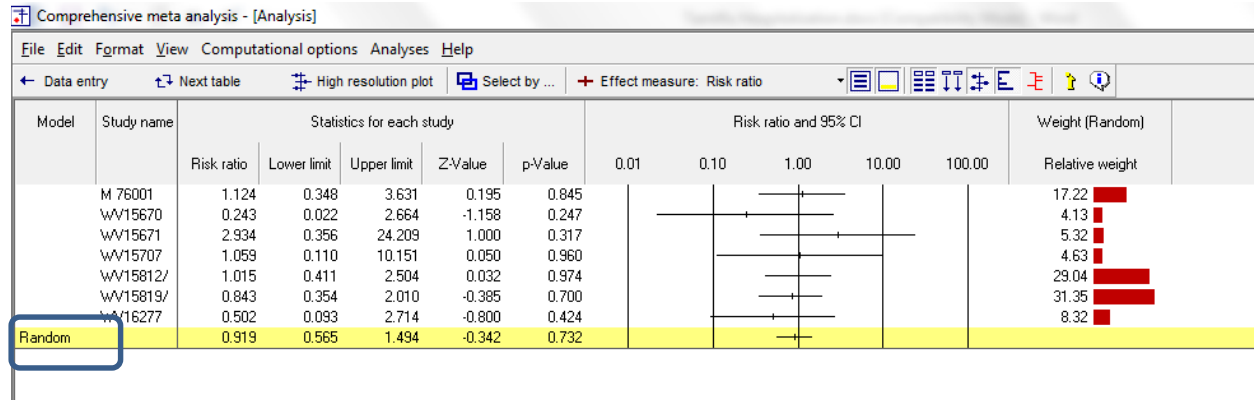 Comprehensive meta analysis - [Analysis]
File Edit Format View Computational options Analyses Help
← Data entry Next table High resolution plot Select by ... + Effect measure: Risk ratio
Model Study name Statistics for each study Risk ratio and 95% CI Weight (Random)
Risk ratio Lower limit Upper limit Z-Value p-Value 0.01 0.10 1.00 10.00 100.00 Relative weight
M 76001 1.124 0.348 3.631 0.195 0.845 17.22
WV15670 0.243 0.022 2.664 -1.158 0.247 4.13
WV15671 2.934 0.356 24.209 1.000 0.317 5.32
WV15707 1.059 0.110 10.151 0.050 0.960 4.63
WV15812/ 1.015 0.411 2.504 0.032 0.974 29.04
WV15819/ 0.843 0.354 2.010 -0.385 0.700 31.35
WV16277 0.502 0.093 2.714 -0.800 0.424 8.32
Random 0.919 0.565 1.494 -0.342 0.732